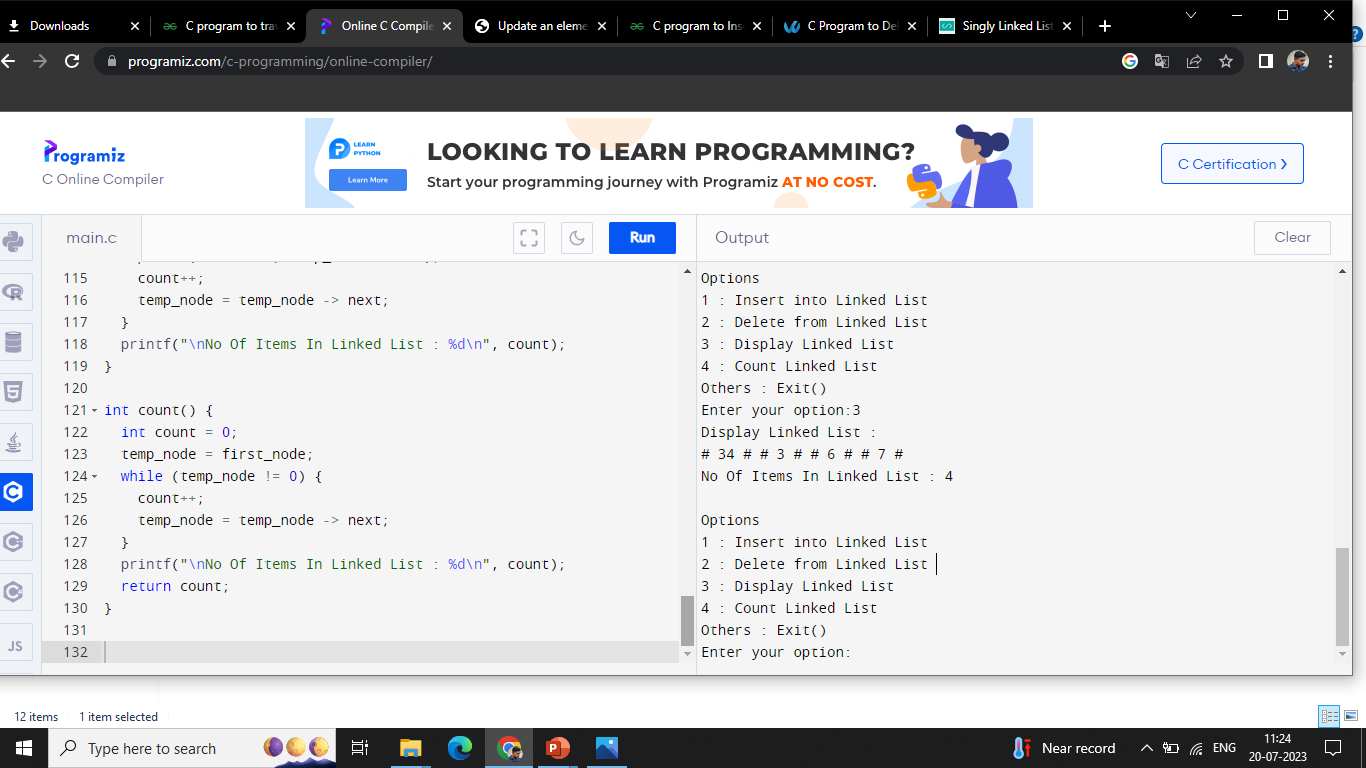 Downloads
C program to trav
Online C Compile
Update an eleme
C program to Ins
C Program to De
Singly Linked List
programiz.com/c-programming/online-compiler/
Programiz
C Online Compiler
LEARN
PYTHON
Learn More
LOOKING TO LEARN PROGRAMMING?
Start your programming journey with Programiz AT NO COST.
C Certification >
main.c
Run
Output
Clear
115 count++;
116 temp_node = temp_node -> next;
117 }
118 printf("\nNo Of Items In Linked List : %d\n", count);
119 }
120
121 int count() {
122 int count = 0;
123 temp_node = first_node;
124 while (temp_node != 0) {
125 count++;
126 temp_node = temp_node -> next;
127 }
128 printf("\nNo Of Items In Linked List : %d\n", count);
129 return count;
130 }
131
132
JS
Options
1 : Insert into Linked List
2 : Delete from Linked List
3 : Display Linked List
4 : Count Linked List
Others : Exit()
Enter your option:3
Display Linked List :
# 34 # # 3 # # 6 # # 7 #
No Of Items In Linked List : 4
Options
1 : Insert into Linked List
2 : Delete from Linked List
3 : Display Linked List
4 : Count Linked List
Others : Exit()
Enter your option:
12 items 1 item selected
Type here to search
Near record
ENG
11:24
20-07-2023